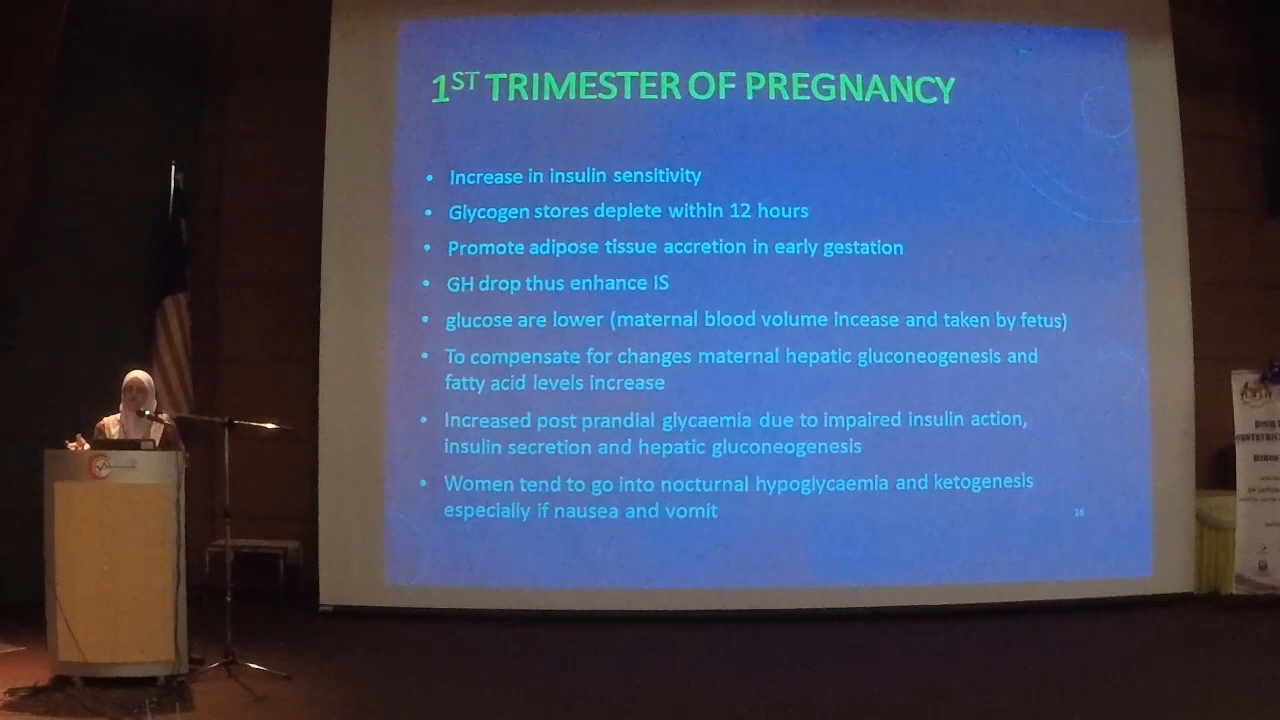 1ST TRIMESTER OF PREGNANCY
• Increase in insulin sensitivity
• Glycogen stores deplete within 12 hours
• Promote adipose tissue accretion in early gestation
• GH drop thus enhance IS
• glucose are lower (maternal blood volume incease and taken by fetus)
• To compensate for changes maternal hepatic gluconeogenesis and
fatty acid levels increase
• Increased post prandial glycaemia due to impaired insulin action,
insulin secretion and hepatic gluconeogenesis
• Women tend to go into nocturnal hypoglycaemia and ketogenesis
especially if nausea and vomit